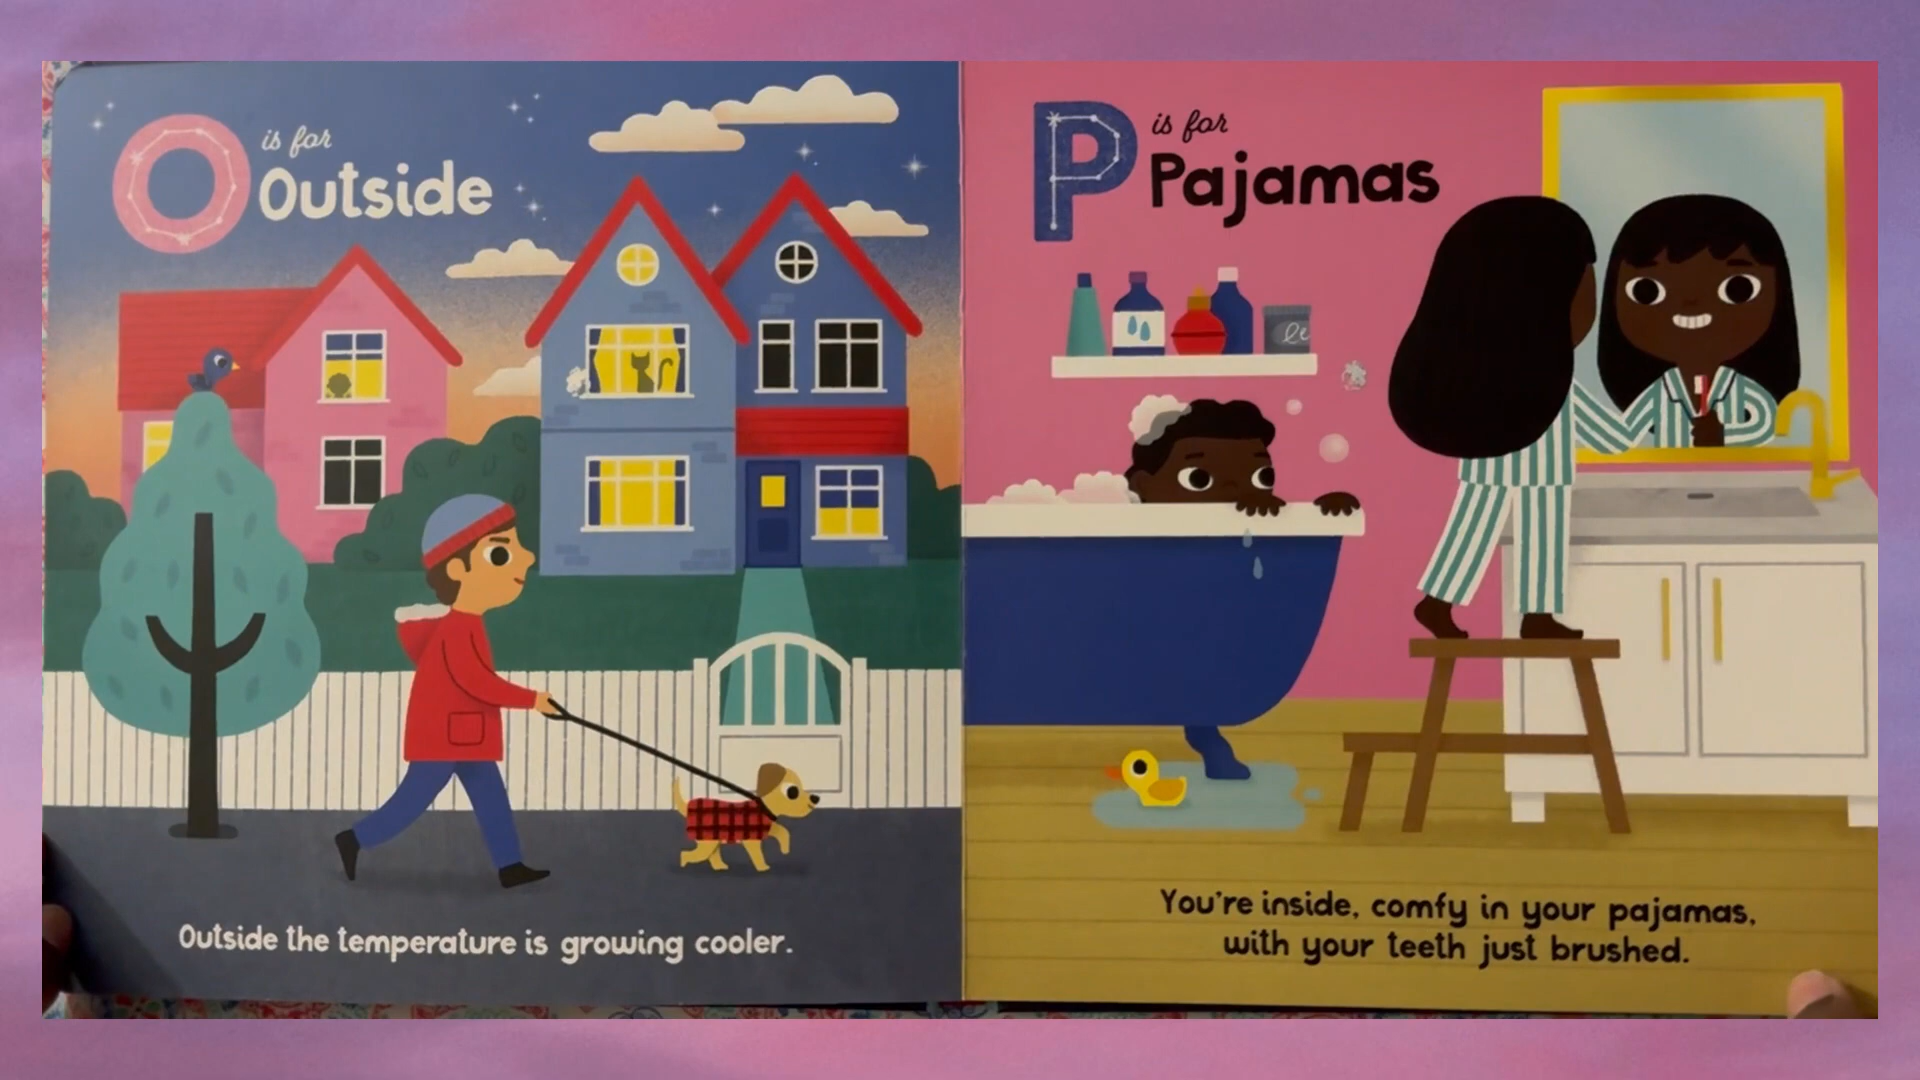 O is for
Outside
Outside the temperature is growing cooler.
P is for
Pajamas
le
You're inside, comfy in your pajamas,
with your teeth just brushed.